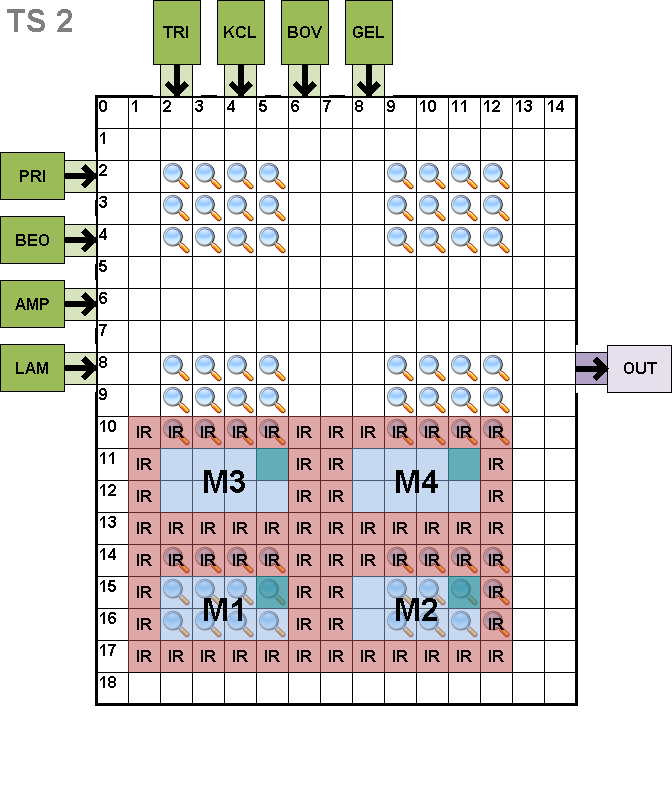 TS 2
TRI KCL BOV GEL
0 1 2 3 4 5 6 7 8 9 10 11 12 13 14
1
PRI 2
3
BEO 4
5
AMP 6
7
LAM 8 OUT
9
10 IR IR IR IR IR IR IR IR IR IR IR IR
11 IR M3 IR IR M4 IR
12 IR IR IR IR
13 IR IR IR IR IR IR IR IR IR IR IR IR
14 IR IR IR IR IR IR IR IR IR IR IR IR
15 IR M1 IR IR M2 IR
16 IR IR IR IR
17 IR IR IR IR IR IR IR IR IR IR IR IR
18